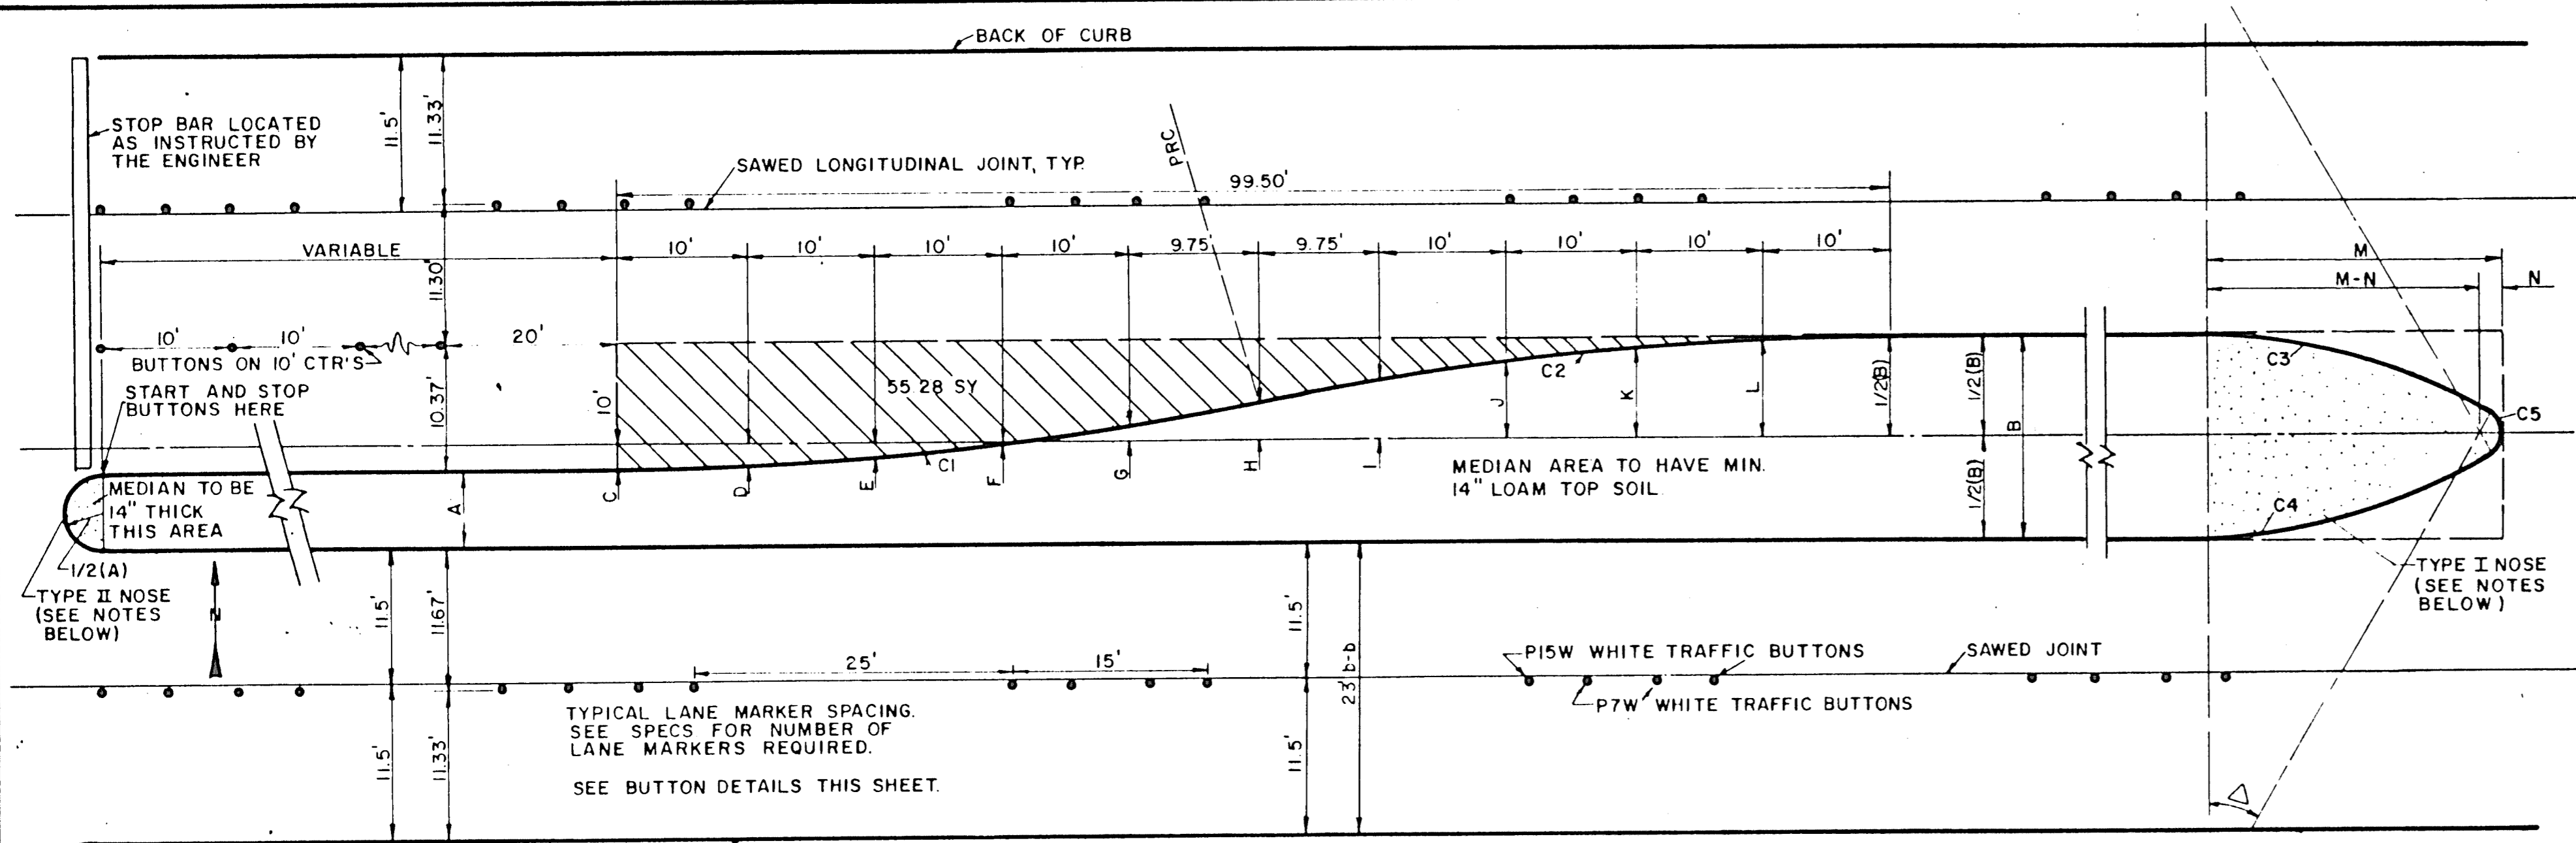 BACK OF CURB
STOP BAR LOCATED
AS INSTRUCTED BY
THE ENGINEER
11.5'
11.33'
SAWED LONGITUDINAL JOINT, TYP.
PRC
99.50'
VARIABLE
10'
10'
10'
10'
9.75'
9.75'
10'
10'
10'
10'
M
M-N
N
11.30'
10'
10'
20'
BUTTONS ON 10' CTR'S
START AND STOP
BUTTONS HERE
10.37'
10'
55.28 SY
C1
C2
C3
C4
C5
C
D
E
F
G
H
I
J
K
L
1/2(B)
1/2(B)
1/2(B)
B
A
MEDIAN TO BE
14" THICK
THIS AREA
MEDIAN AREA TO HAVE MIN.
14" LOAM TOP SOIL
1/2(A)
TYPE II NOSE
(SEE NOTES
BELOW)
N
TYPE I NOSE
(SEE NOTES
BELOW)
11.5'
11.67'
11.5'
23' b-b
25'
15'
P15W WHITE TRAFFIC BUTTONS
SAWED JOINT
P7W WHITE TRAFFIC BUTTONS
TYPICAL LANE MARKER SPACING.
SEE SPECS FOR NUMBER OF
LANE MARKERS REQUIRED.
SEE BUTTON DETAILS THIS SHEET.
11.5'
11.33'
11.5'
Δ